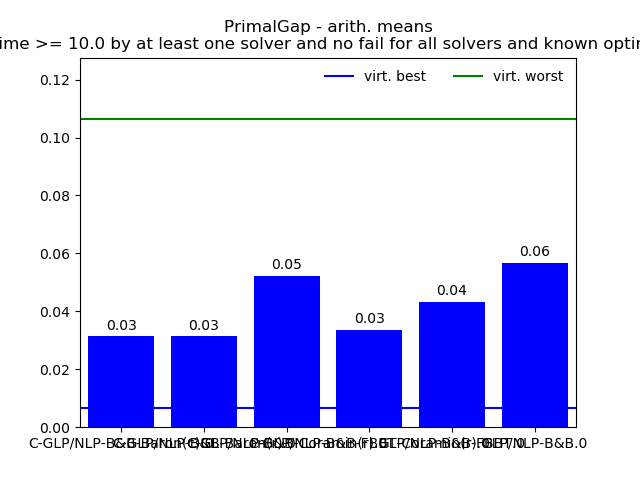 PrimalGap - arith. means
ime >= 10.0 by at least one solver and no fail for all solvers and known opti
virt. best
virt. worst
0.12
0.10
0.08
0.06
0.04
0.02
0.00
0.03
0.03
0.05
0.03
0.04
0.06
C-GLP/NLP-B&B